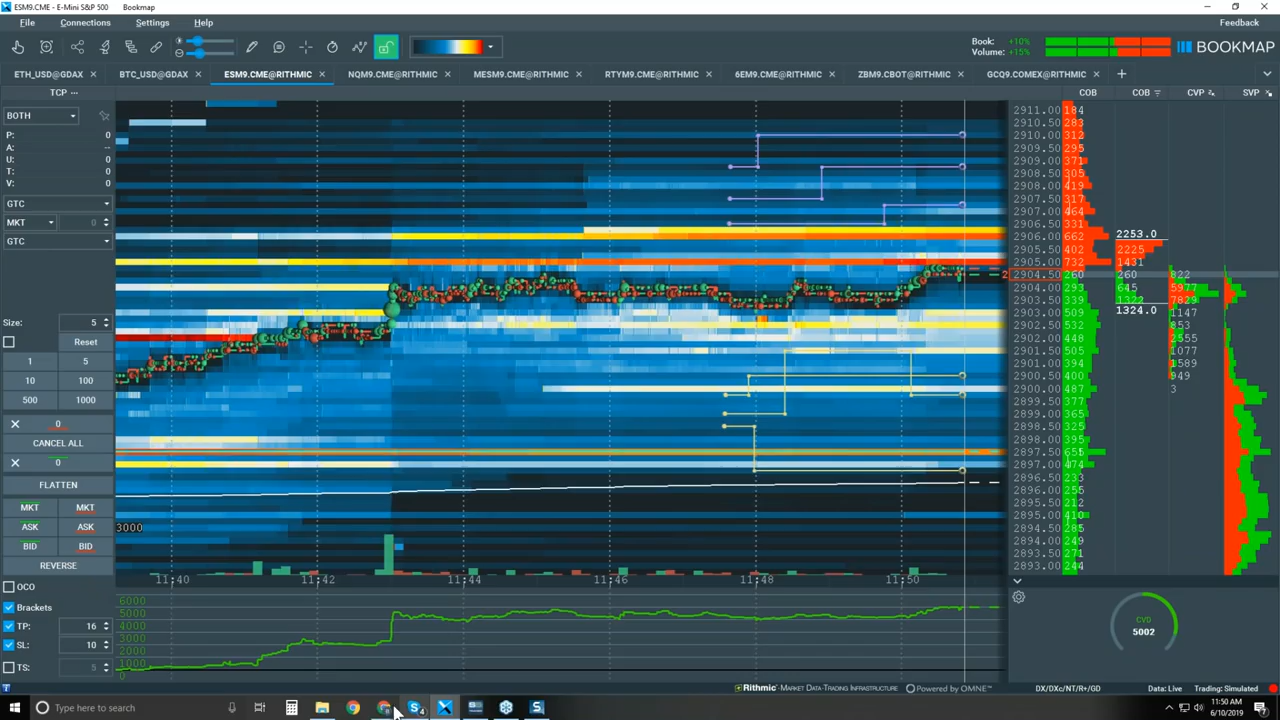 ESM9.CME - E-Mini S&P 500 Bookmap
File Connections Settings Help Feedback
Book: +10%
Volume: +15%
BOOKMAP
ETH_USD@GDAX BTC_USD@GDAX ESM9.CME@RITHMIC NQM9.CME@RITHMIC MESM9.CME@RITHMIC RTYM9.CME@RITHMIC 6EM9.CME@RITHMIC ZBM9.CBOT@RITHMIC GCQ9.COMEX@RITHMIC
TCP COB COB CVP SVP
BOTH
P: 0
A: --
U: 0
T: 0
V: 0
GTC
MKT 0
GTC
Size: 5
Reset
1 5
10 100
500 1000
0
CANCEL ALL
0
FLATTEN
MKT MKT
ASK ASK
BID BID
REVERSE
OCO
Brackets
TP: 16
SL: 10
TS: 5
3000
11:40 11:42 11:44 11:46 11:48 11:50
6000
5000
4000
3000
2000
1000
0
2911.00 184
2910.50 283
2910.00 312
2909.50 295
2909.00 371
2908.50 305
2908.00 419
2907.50 317
2907.00 464
2906.50 331
2906.00 662 2253.0
2905.50 402 2225
2905.00 732 1431
2904.50 260 260 822
2904.00 293 645 5977
2903.50 339 1322 7829
2903.00 509 1324.0 1147
2902.50 532 853
2902.00 488 2555
2901.50 505 1077
2901.00 394 1589
2900.50 400 949
2900.00 487 3
2899.50 377
2899.00 365
2898.50 325
2898.00 395
2897.50 651
2897.00 474
2896.50 233
2896.00 255
2895.50 212
2895.00 410
2894.50 285
2894.00 249
2893.50 271
2893.00 244
CVD
5002
Rithmic - MARKET DATA-TRADING INFRASTRUCTURE Powered by OMNE™ DX/DXc/NT/R+/GD Data: Live Trading: Simulated
Type here to search
11:50 AM
6/10/2019